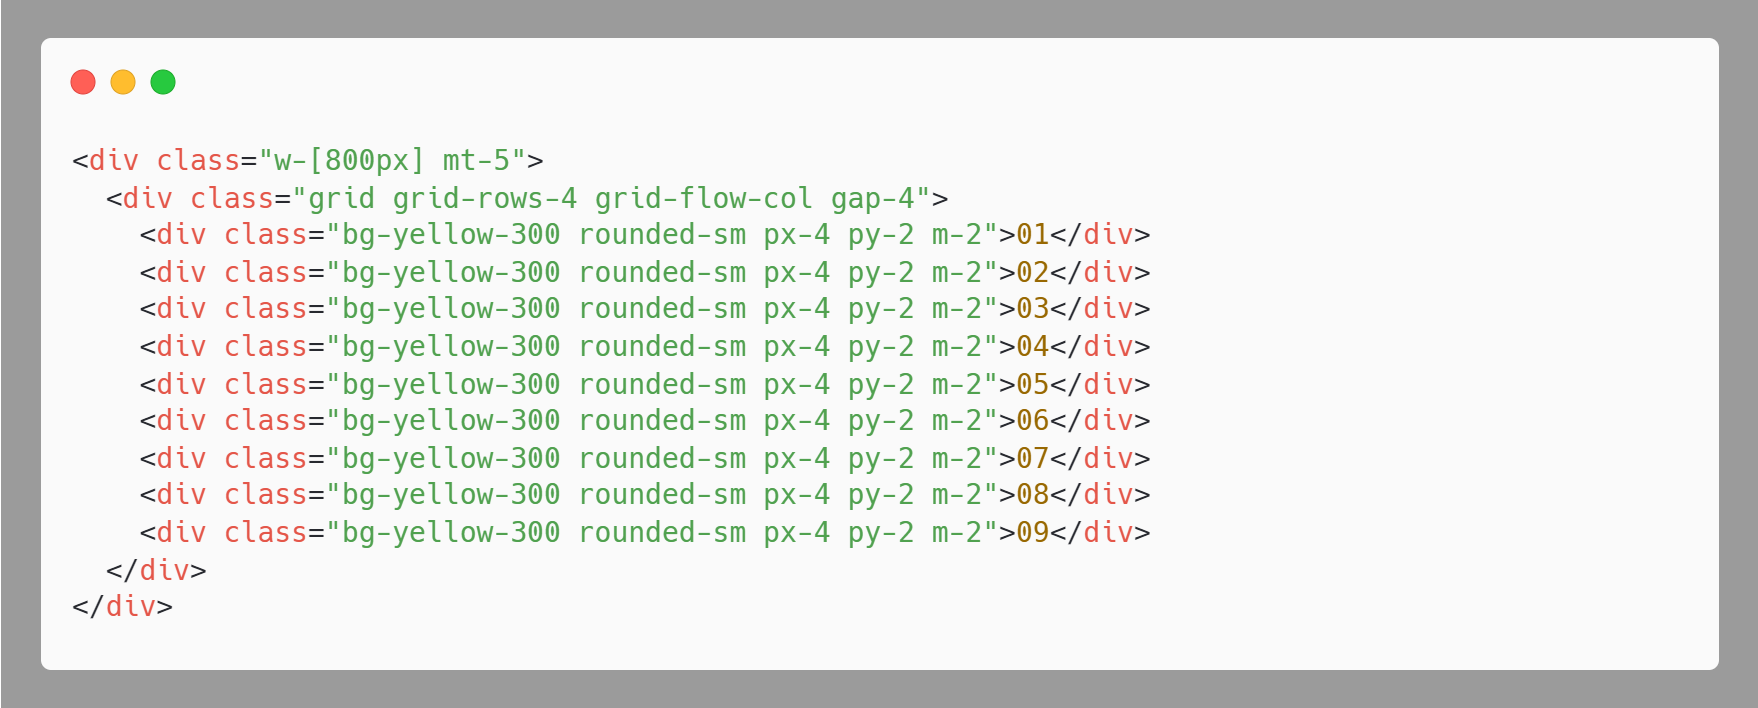 <div class="w-[800px] mt-5">
  <div class="grid grid-rows-4 grid-flow-col gap-4">
    <div class="bg-yellow-300 rounded-sm px-4 py-2 m-2">01</div>
    <div class="bg-yellow-300 rounded-sm px-4 py-2 m-2">02</div>
    <div class="bg-yellow-300 rounded-sm px-4 py-2 m-2">03</div>
    <div class="bg-yellow-300 rounded-sm px-4 py-2 m-2">04</div>
    <div class="bg-yellow-300 rounded-sm px-4 py-2 m-2">05</div>
    <div class="bg-yellow-300 rounded-sm px-4 py-2 m-2">06</div>
    <div class="bg-yellow-300 rounded-sm px-4 py-2 m-2">07</div>
    <div class="bg-yellow-300 rounded-sm px-4 py-2 m-2">08</div>
    <div class="bg-yellow-300 rounded-sm px-4 py-2 m-2">09</div>
  </div>
</div>